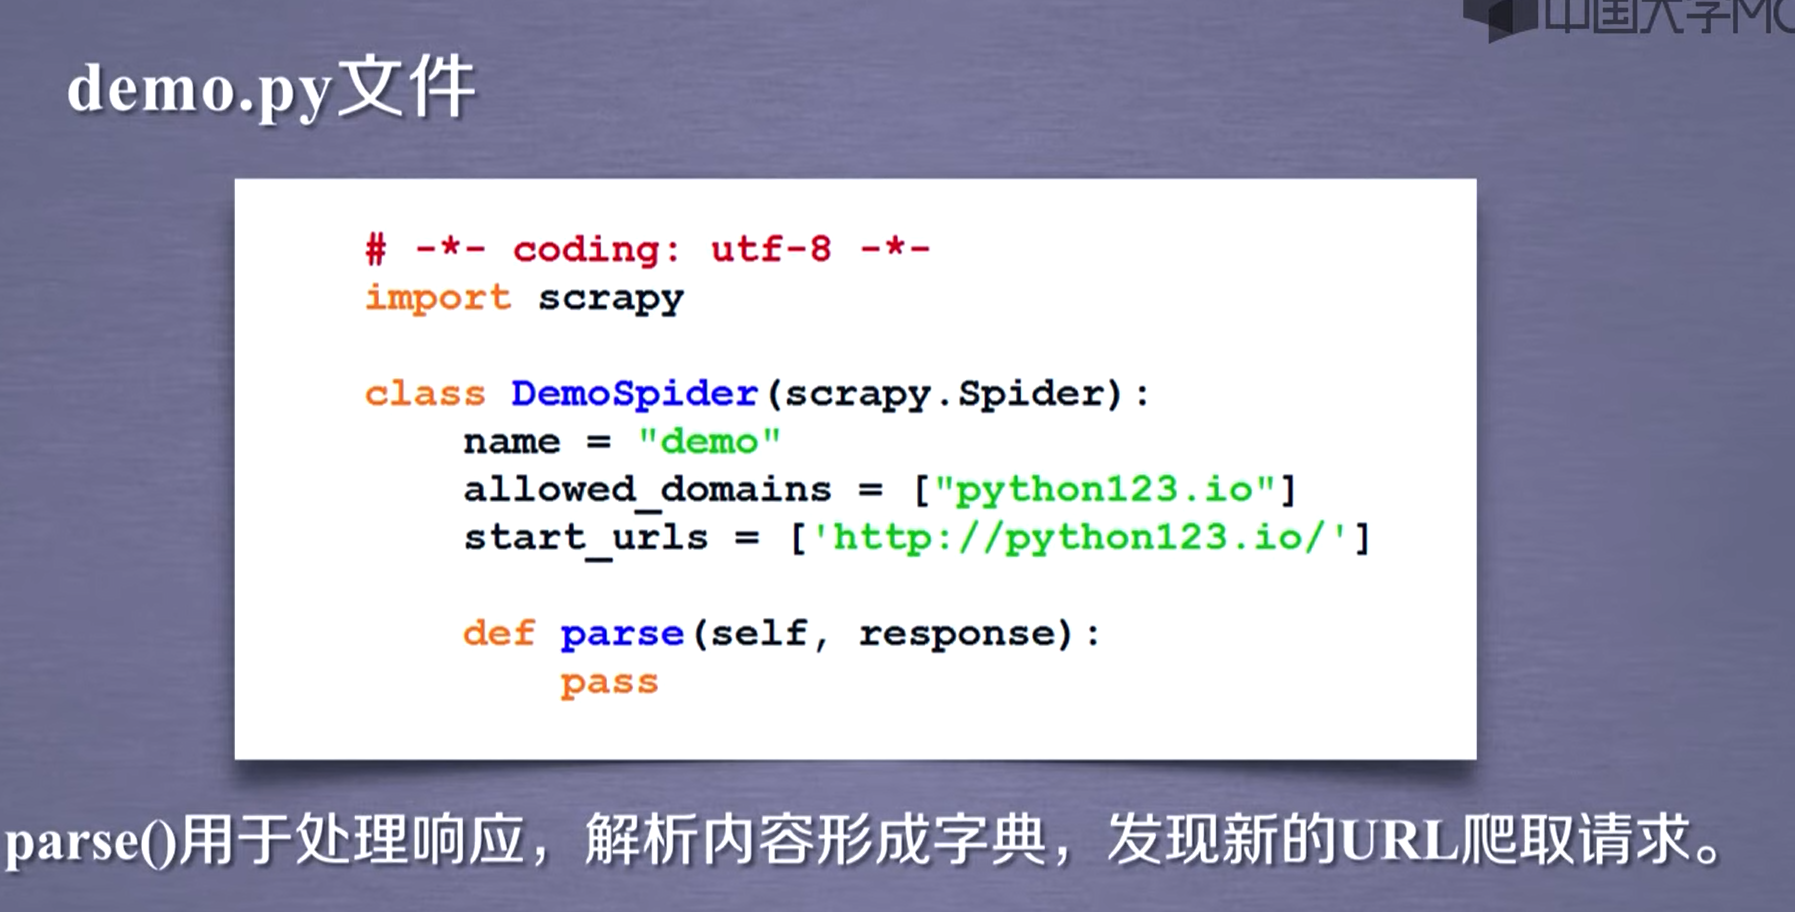 中国大学MO
demo.py文件
# -*- coding: utf-8 -*-
import scrapy
class DemoSpider(scrapy.Spider):
name = "demo"
allowed_domains = ["python123.io"]
start_urls = ['http://python123.io/']
def parse(self, response):
pass
parse()用于处理响应，解析内容形成字典，发现新的URL爬取请求。